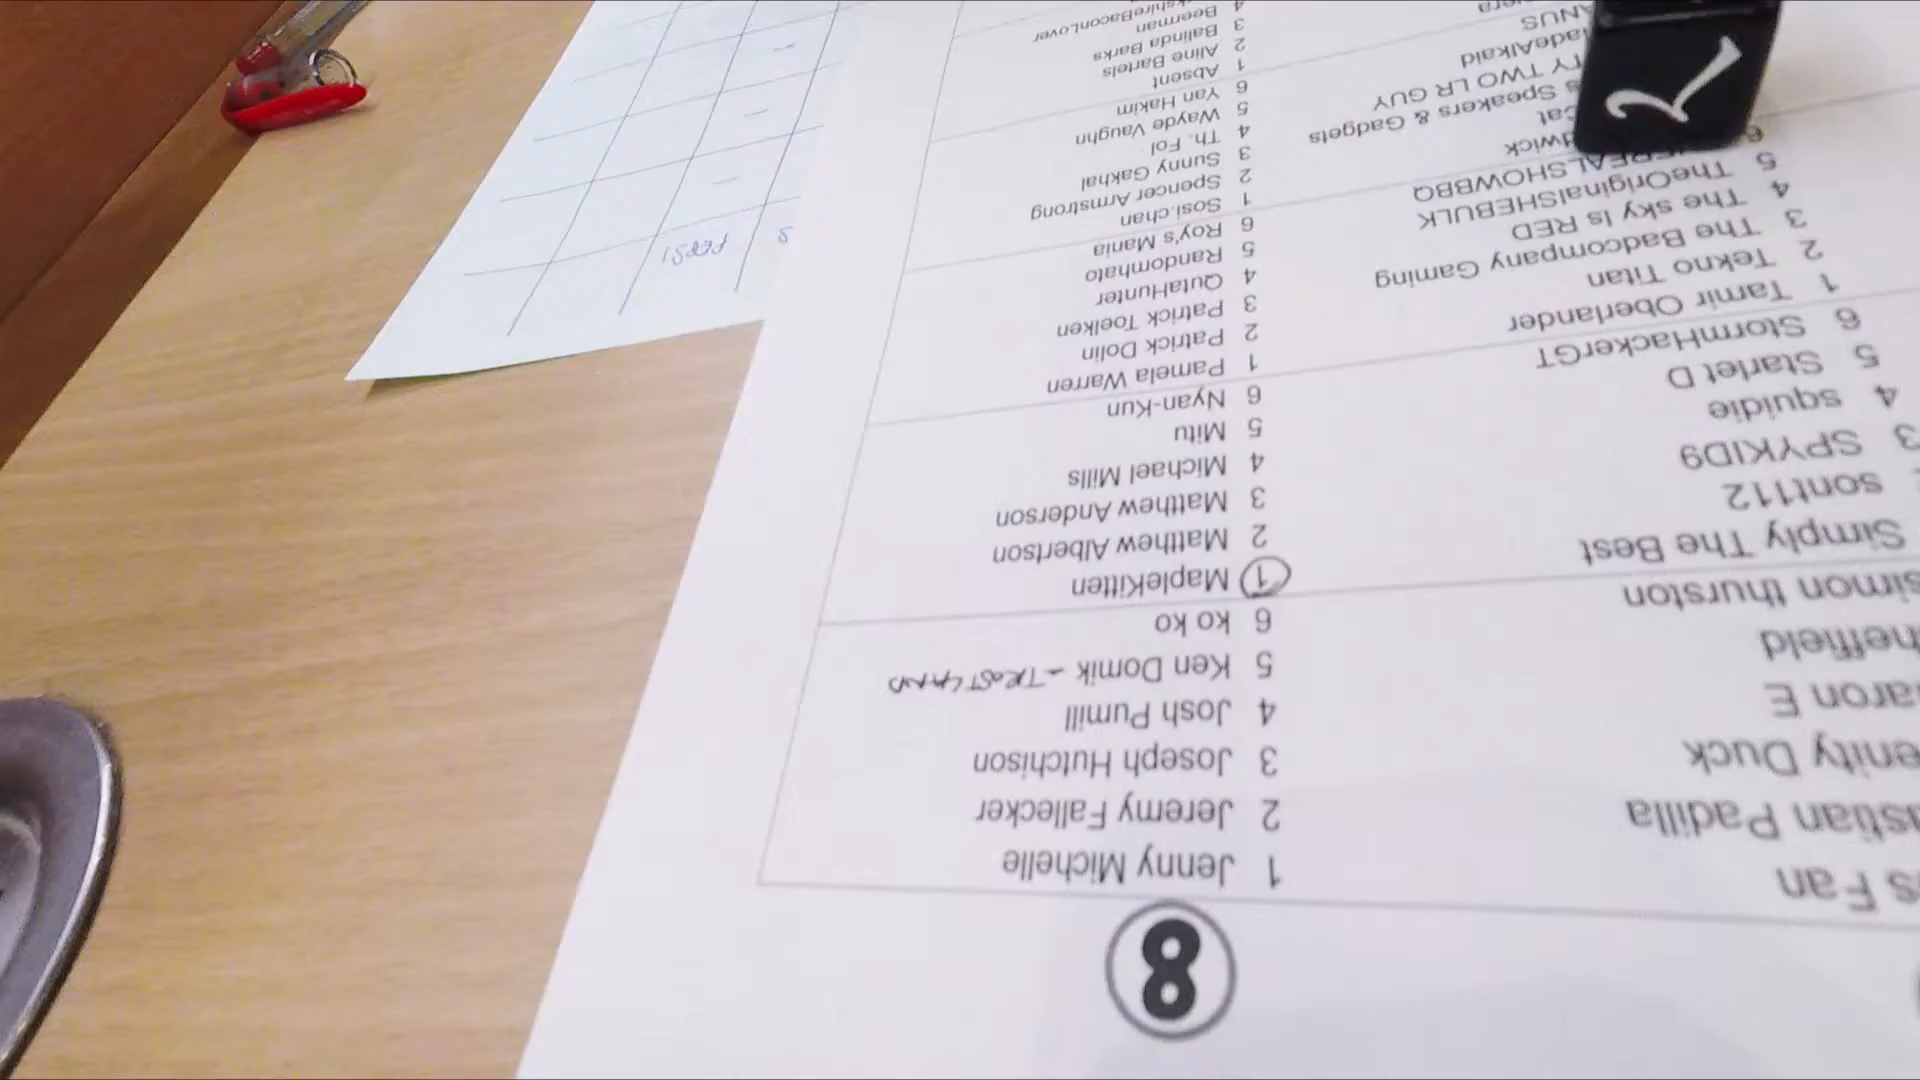 8
1 Jenny Michelle
2 Jeremy Fallecker
3 Joseph Hutchison
4 Josh Pumill
5 Ken Domik -
6 ko ko
1 MapleKitten
2 Matthew Albertson
3 Matthew Anderson
4 Michael Mills
5 Mitu
6 Nyan-Kun
1 Pamela Warren
2 Patrick Dolin
3 Patrick Toelken
4 QutaHunter
5 Randomhato
6 Roy's Mania
1 Sosi.chan
2 Spencer Armstrong
3 Sunny Gakhal
4 Th. Fol
5 Wayde Vaughn
6 Yan Hakim
1 Absent
2 Aline Bartels
3 Balinda Barks
4 Beerman
Fan
Padilla
Duck
E
simon thurston
Simply The Best
sont112
3 SPYKID9
4 squidie
5 Starlet D
6 StormHackerGT
1 Tamir Oberlander
2 Tekno Titan
3 The Badcompany Gaming
4 The sky Is RED
5 TheOriginalSHEBULK
6
Speakers & Gadgets
TWO LR GUY
2